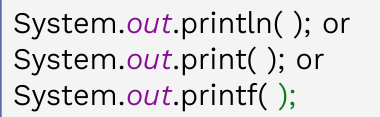 System.out.println( ); or
System.out.print( ); or
System.out.printf( );